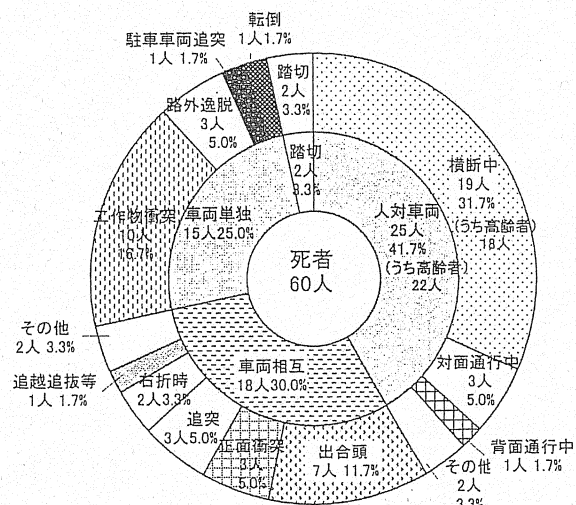 転倒
1人1.7%
駐車車両追突
1人 1.7%
踏切
2人
3.3%
路外逸脱
3人
5.0%
踏切
2人
3.3%
横断中
19人
31.7%
(うち高齢者)
18人
工作物衝突
10人
16.7%
車両単独
15人25.0%
人対車両
25人
41.7%
(うち高齢者)
22人
死者
60人
その他
2人 3.3%
車両相互
18人30.0%
対面通行中
3人
5.0%
追越追抜等
1人 1.7%
右折時
2人3.3%
追突
3人5.0%
正面衝突
3人
5.0%
出合頭
7人 11.7%
背面通行中
1人 1.7%
その他
2人
3.3%